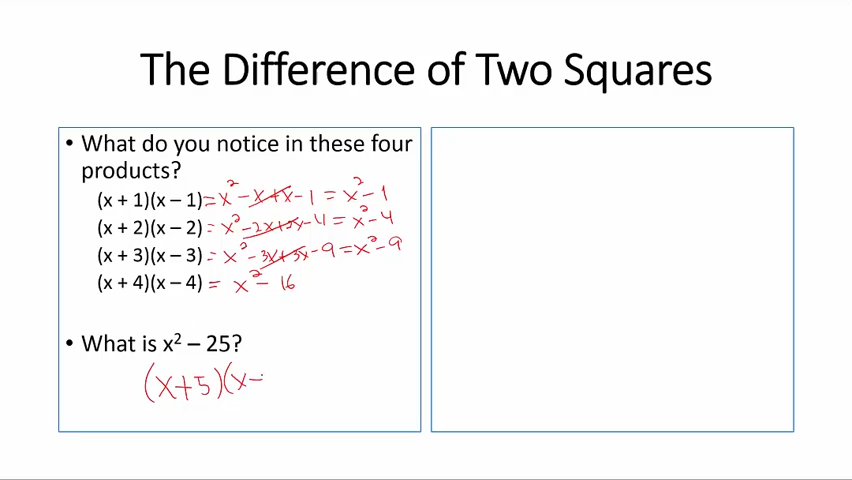 The Difference of Two Squares
• What do you notice in these four
products?
(x + 1)(x – 1) = x² - x + x - 1 = x² - 1
(x + 2)(x – 2) = x² - 2x + 2x - 4 = x² - 4
(x + 3)(x – 3) = x² - 3x + 3x - 9 = x² - 9
(x + 4)(x – 4) = x² - 16
• What is x² – 25?
(x+5)(x-